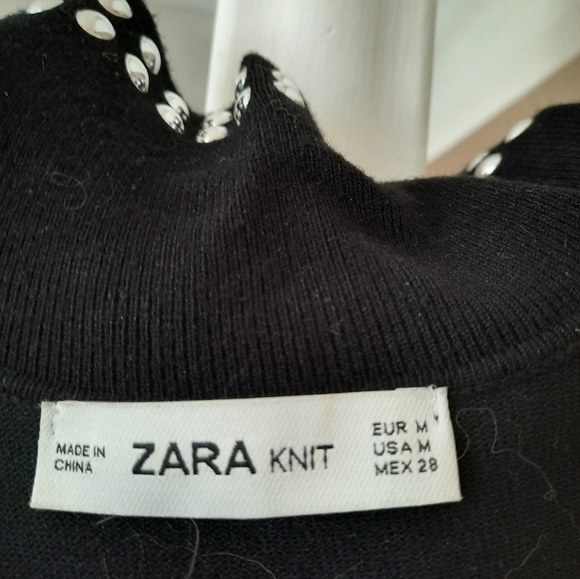 MADE IN
CHINA
ZARA KNIT
EUR M
USA M
MEX 28